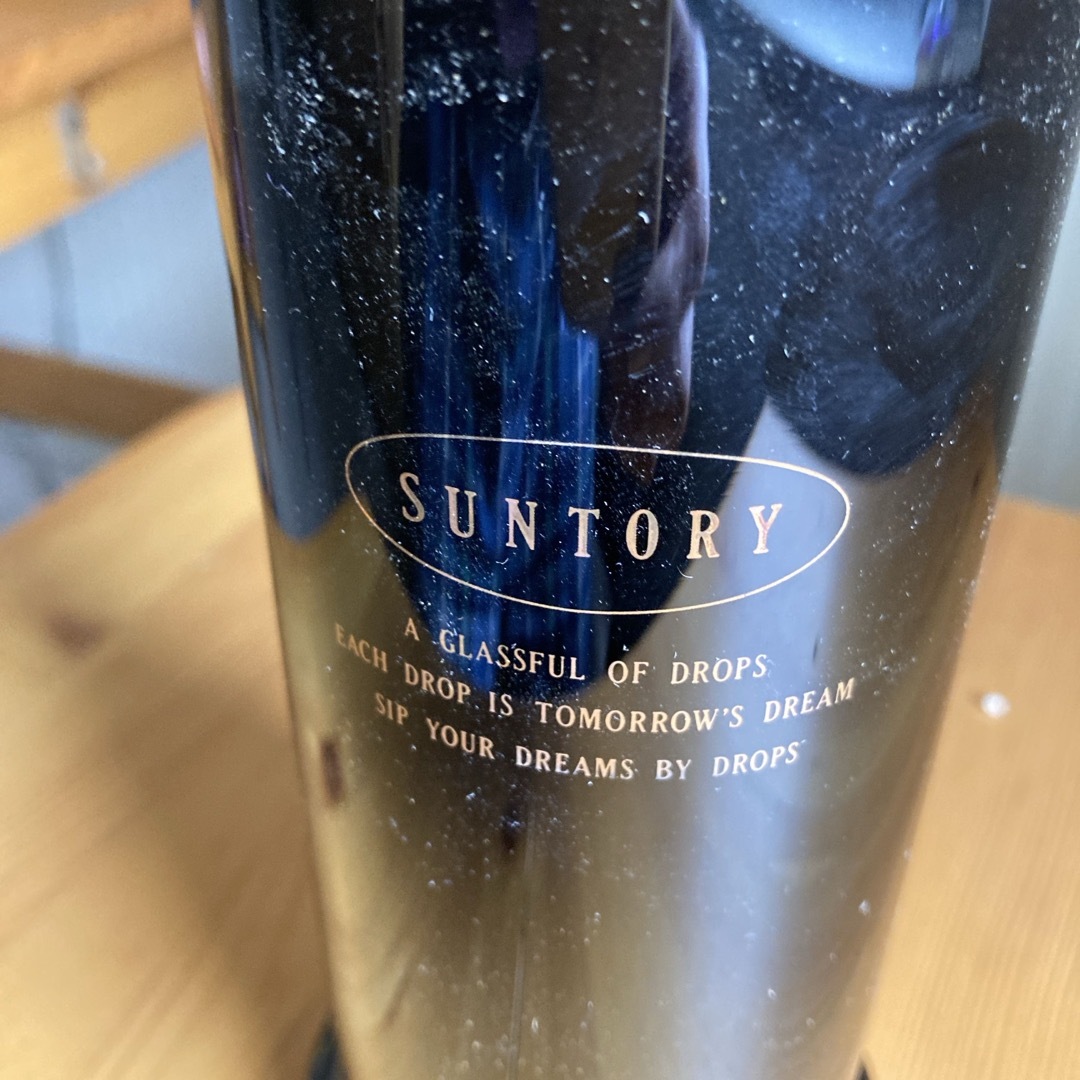 SUNTORY
A GLASSFUL OF DROPS
EACH DROP IS TOMORROW'S DREAM
SIP YOUR DREAMS BY DROPS